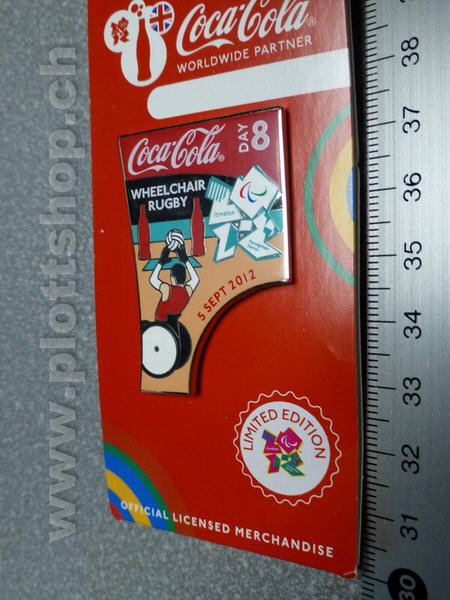 Coca-Cola®
WORLDWIDE PARTNER
Coca-Cola®
DAY 8
WHEELCHAIR
RUGBY
london
5 SEPT 2012
LIMITED EDITION
OFFICIAL LICENSED MERCHANDISE
www.plottshop.ch
38
37
36
35
34
33
32
31
30